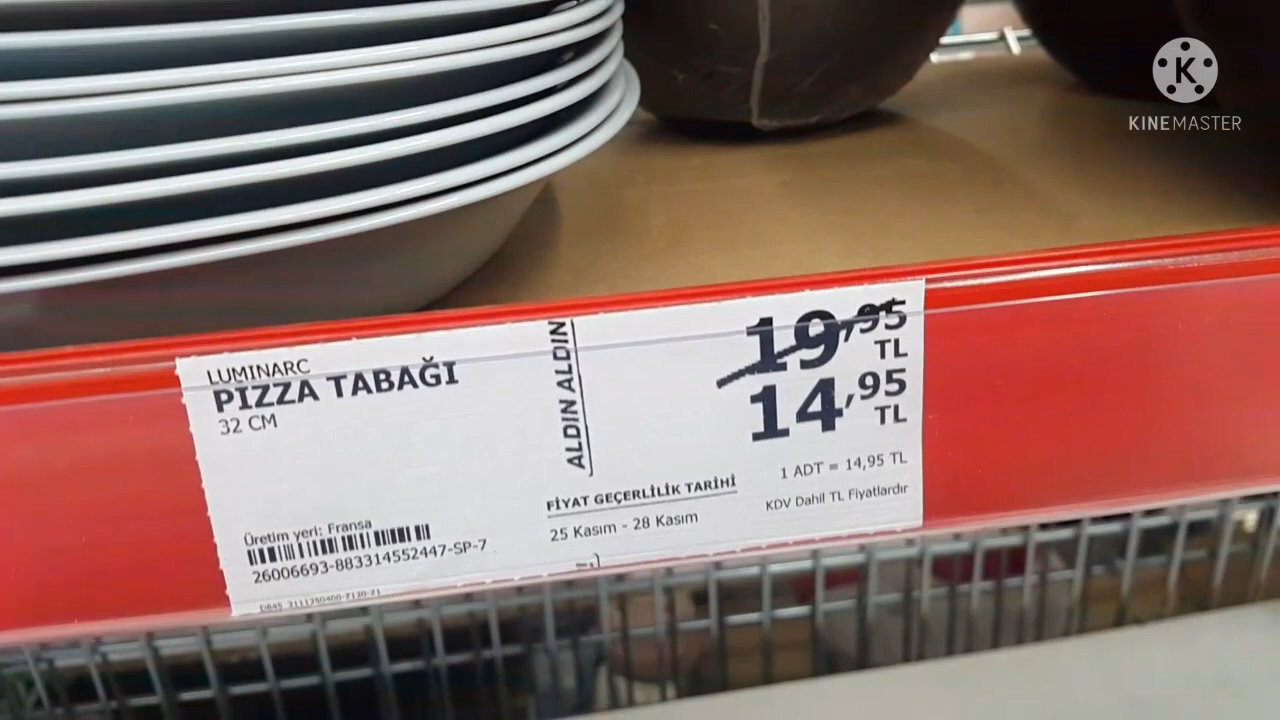 KINEMASTER
LUMINARC
PIZZA TABAĞI
32 CM
Üretim yeri: Fransa
26006693-883314552447-SP-7
ALDIN ALDIN
FİYAT GEÇERLİLİK TARİHİ
25 Kasım - 28 Kasım
19,95
TL
14,95
TL
1 ADT = 14,95 TL
KDV Dahil TL Fiyatlardır